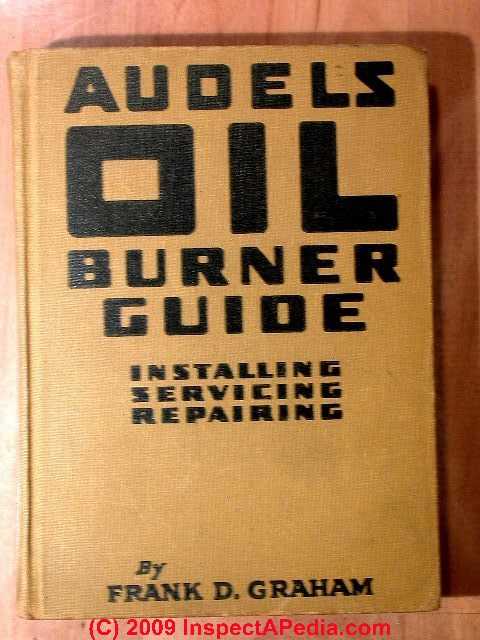 AUDELS
OIL
BURNER
GUIDE
INSTALLING
SERVICING
REPAIRING
By
FRANK D. GRAHAM
(C) 2009 InspectAPedia.com